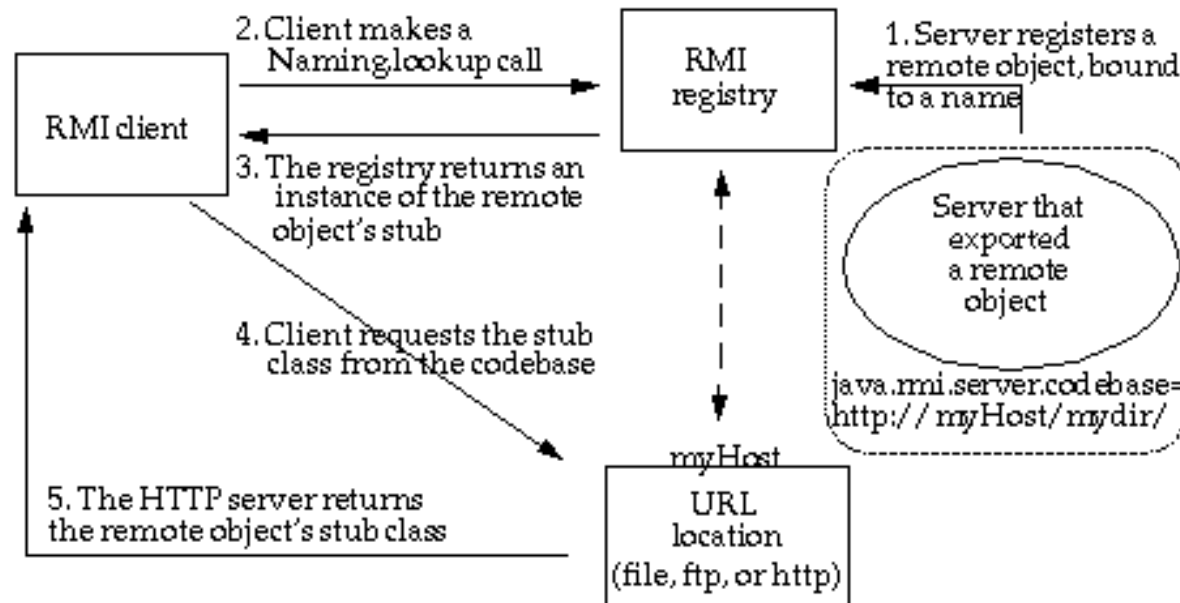 2. Client makes a
Naming.lookup call
RMI
registry
1. Server registers a
remote object, bound
to a name
RMI client
3. The registry returns an
instance of the remote
object's stub
Server that
exported
a remote
object
4. Client requests the stub
class from the codebase
java.rmi.server.codebase=
http://myHost/mydir/
myHost
5. The HTTP server returns
the remote object's stub class
URL
location
(file, ftp, or http)